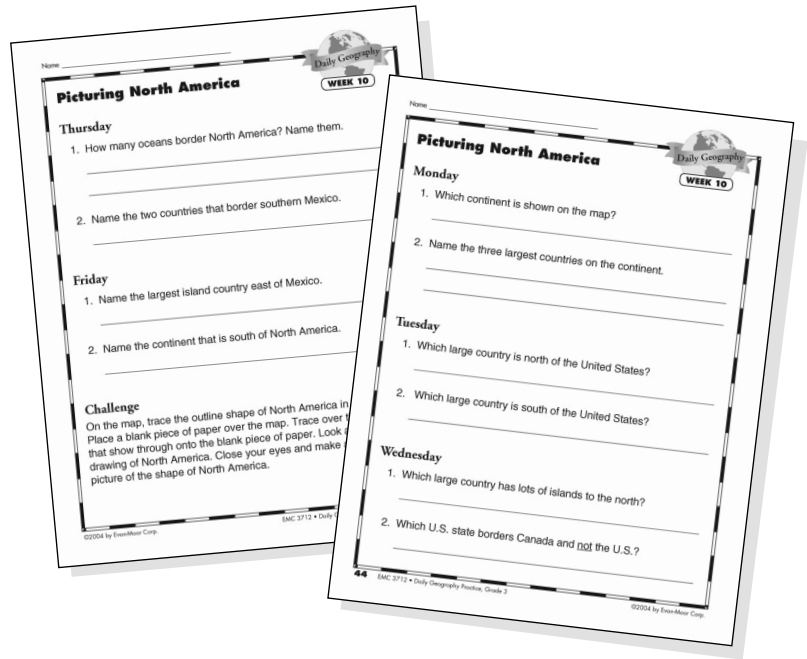 Name
Daily Geography
WEEK 10
Picturing North America
Thursday
1. How many oceans border North America? Name them.
2. Name the two countries that border southern Mexico.
Friday
1. Name the largest island country east of Mexico.
2. Name the continent that is south of North America.
Challenge
On the map, trace the outline shape of North America in
Place a blank piece of paper over the map. Trace over
that show through onto the blank piece of paper. Look
drawing of North America. Close your eyes and make
picture of the shape of North America.
©2004 by Evan-Moor Corp.
EMC 3712 • Daily
Name
Daily Geography
WEEK 10
Picturing North America
Monday
1. Which continent is shown on the map?
2. Name the three largest countries on the continent.
Tuesday
1. Which large country is north of the United States?
2. Which large country is south of the United States?
Wednesday
1. Which large country has lots of islands to the north?
2. Which U.S. state borders Canada and not the U.S.?
44 EMC 3712 • Daily Geography Practice, Grade 3
©2004 by Evan-Moor Corp.